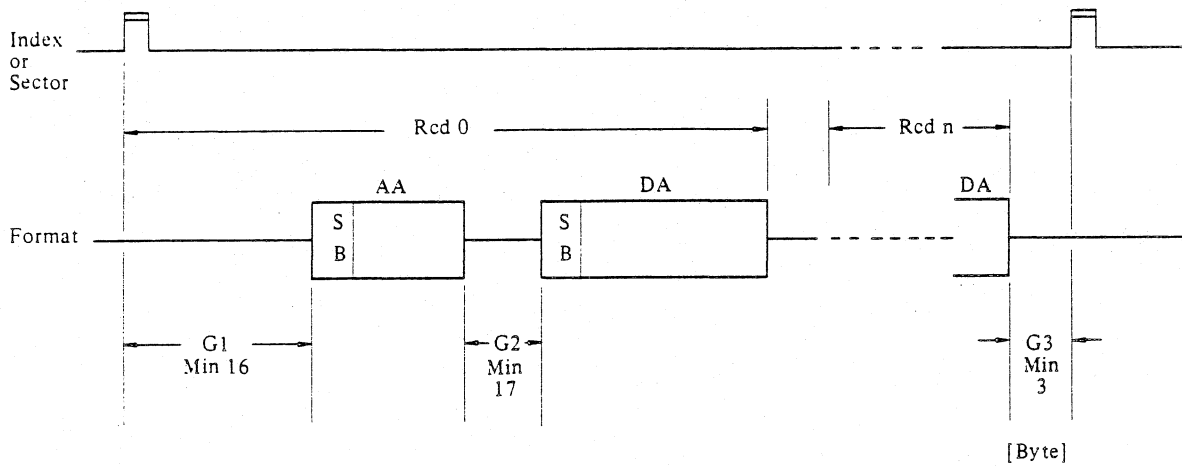 Index
or
Sector
Rcd 0
Rcd n
AA
DA
DA
Format
S
B
S
B
G1
Min 16
G2
Min
17
G3
Min
3
[Byte]